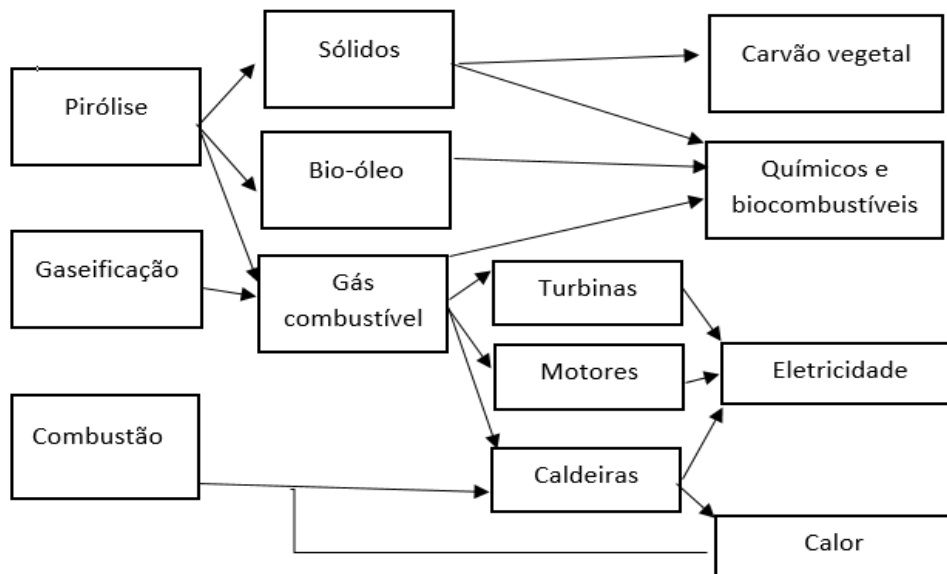 Pirólise
Sólidos
Carvão vegetal
Bio-óleo
Químicos e
biocombustíveis
Gaseificação
Gás
combustível
Turbinas
Motores
Eletricidade
Combustão
Caldeiras
Calor